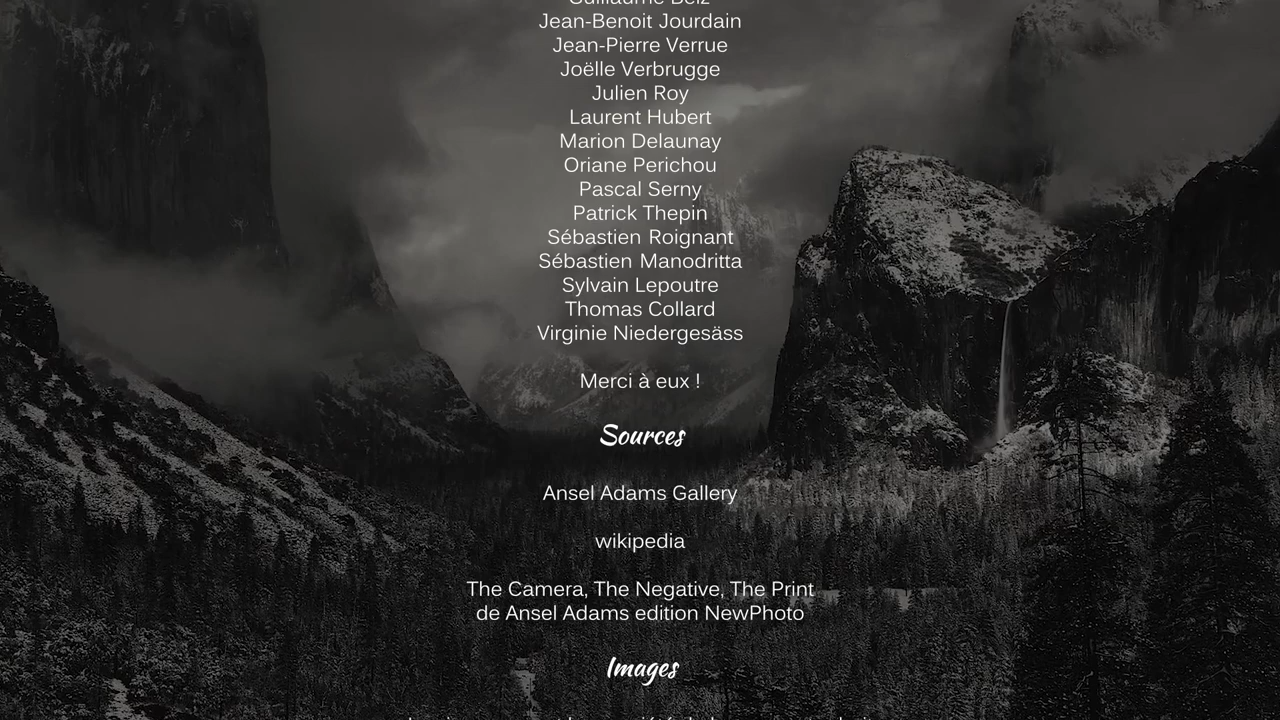 Guillaume Belz
Jean-Benoit Jourdain
Jean-Pierre Verrue
Joëlle Verbrugge
Julien Roy
Laurent Hubert
Marion Delaunay
Oriane Perichou
Pascal Serny
Patrick Thepin
Sébastien Roignant
Sébastien Manodritta
Sylvain Lepoutre
Thomas Collard
Virginie Niedergesäss
Merci à eux !
Sources
Ansel Adams Gallery
wikipedia
The Camera, The Negative, The Print
de Ansel Adams edition NewPhoto
Images